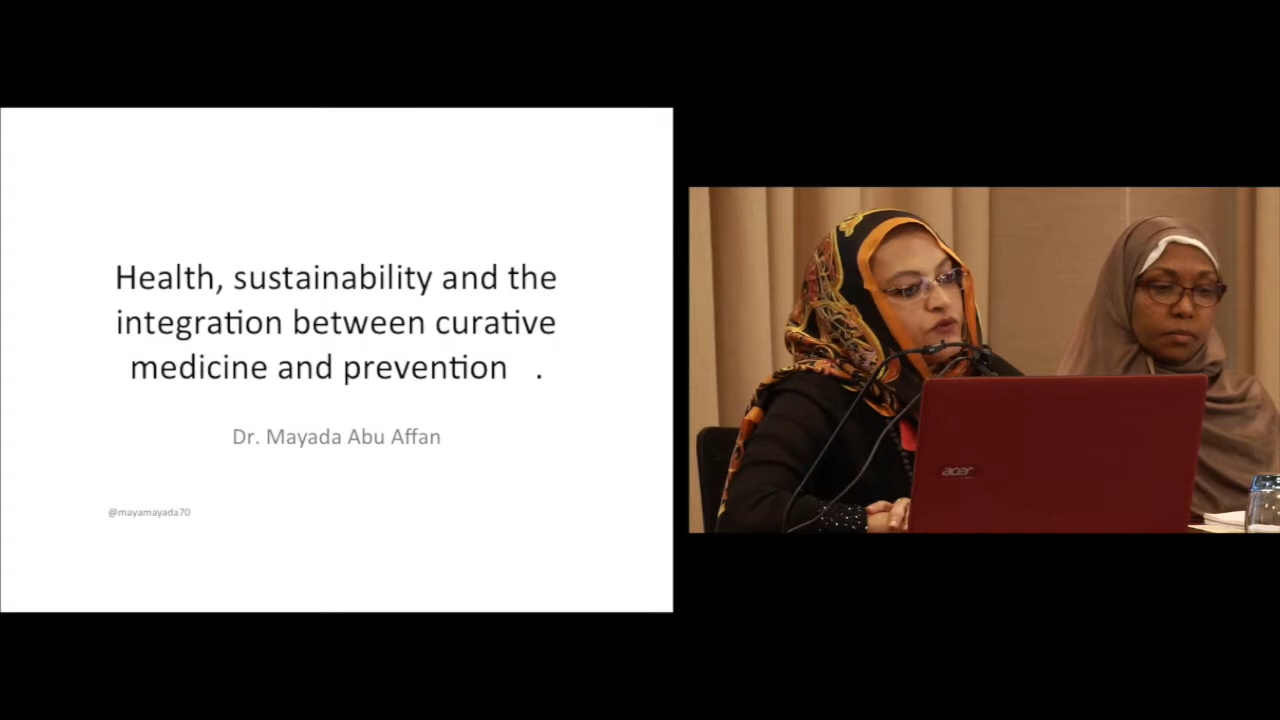 Health, sustainability and the
integration between curative
medicine and prevention .
Dr. Mayada Abu Affan
@mayamayada70
acer